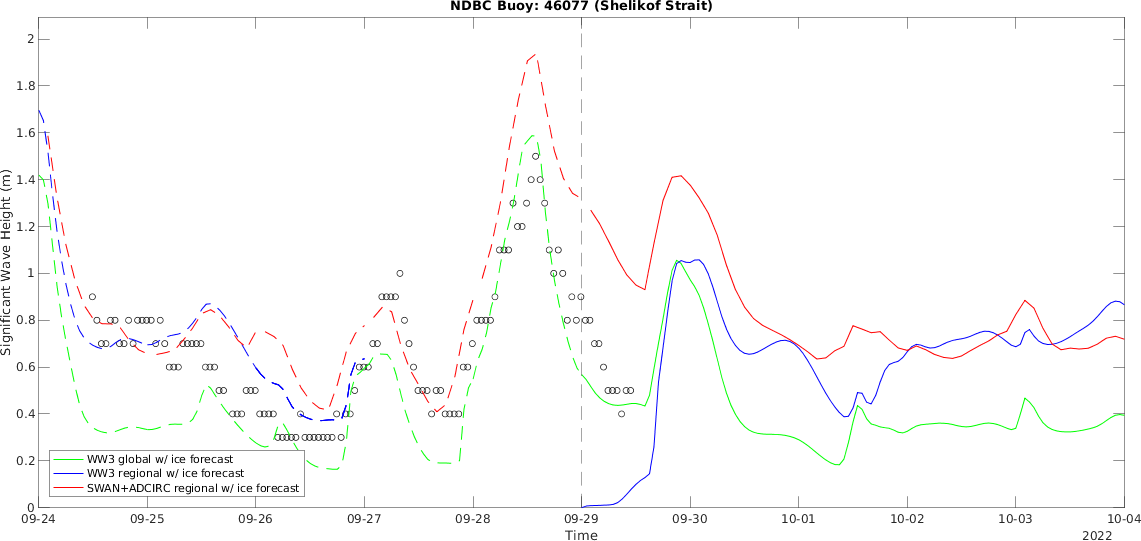 NDBC Buoy: 46077 (Shelikof Strait)
Significant Wave Height (m)
2
1.8
1.6
1.4
1.2
1
0.8
0.6
0.4
0.2
0
WW3 global w/ ice forecast
WW3 regional w/ ice forecast
SWAN+ADCIRC regional w/ ice forecast
09-24 09-25 09-26 09-27 09-28 09-29 09-30 10-01 10-02 10-03 10-04
Time
2022